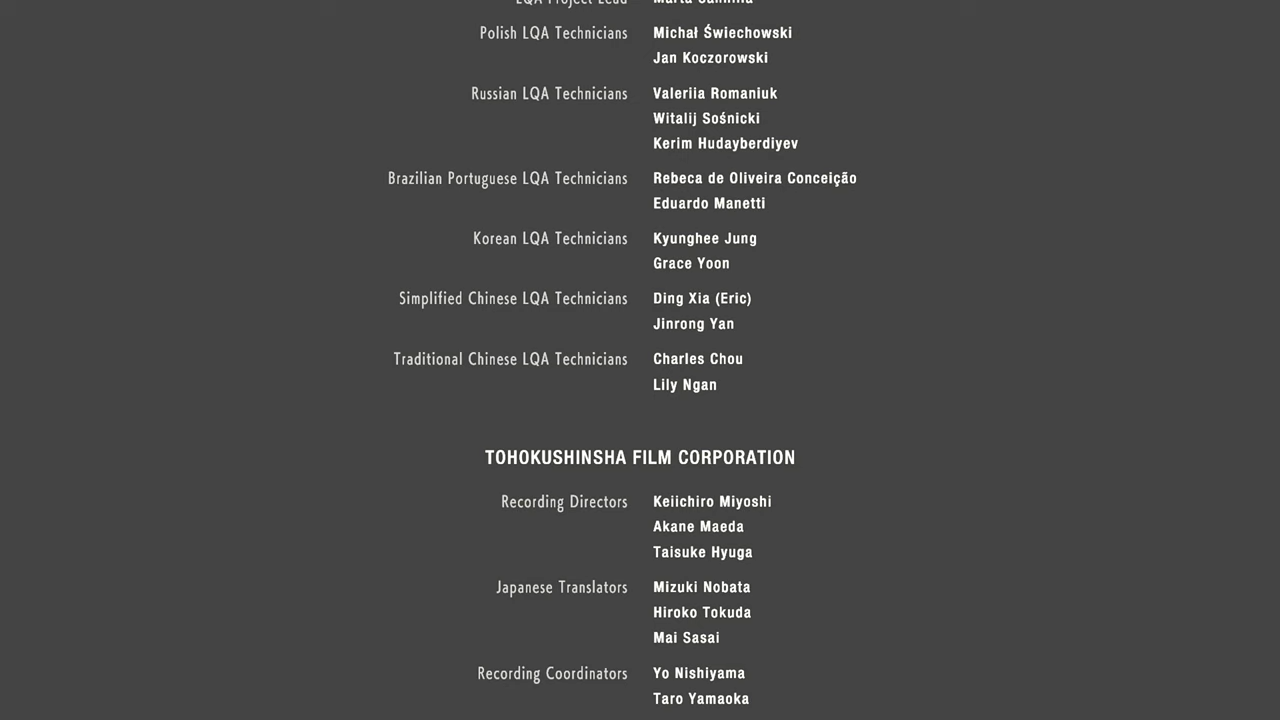 Polish LQA Technicians Michał Świechowski
Jan Koczorowski
Russian LQA Technicians Valeriia Romaniuk
Witalij Sośnicki
Kerim Hudayberdiyev
Brazilian Portuguese LQA Technicians Rebeca de Oliveira Conceição
Eduardo Manetti
Korean LQA Technicians Kyunghee Jung
Grace Yoon
Simplified Chinese LQA Technicians Ding Xia (Eric)
Jinrong Yan
Traditional Chinese LQA Technicians Charles Chou
Lily Ngan
TOHOKUSHINSHA FILM CORPORATION
Recording Directors Keiichiro Miyoshi
Akane Maeda
Taisuke Hyuga
Japanese Translators Mizuki Nobata
Hiroko Tokuda
Mai Sasai
Recording Coordinators Yo Nishiyama
Taro Yamaoka